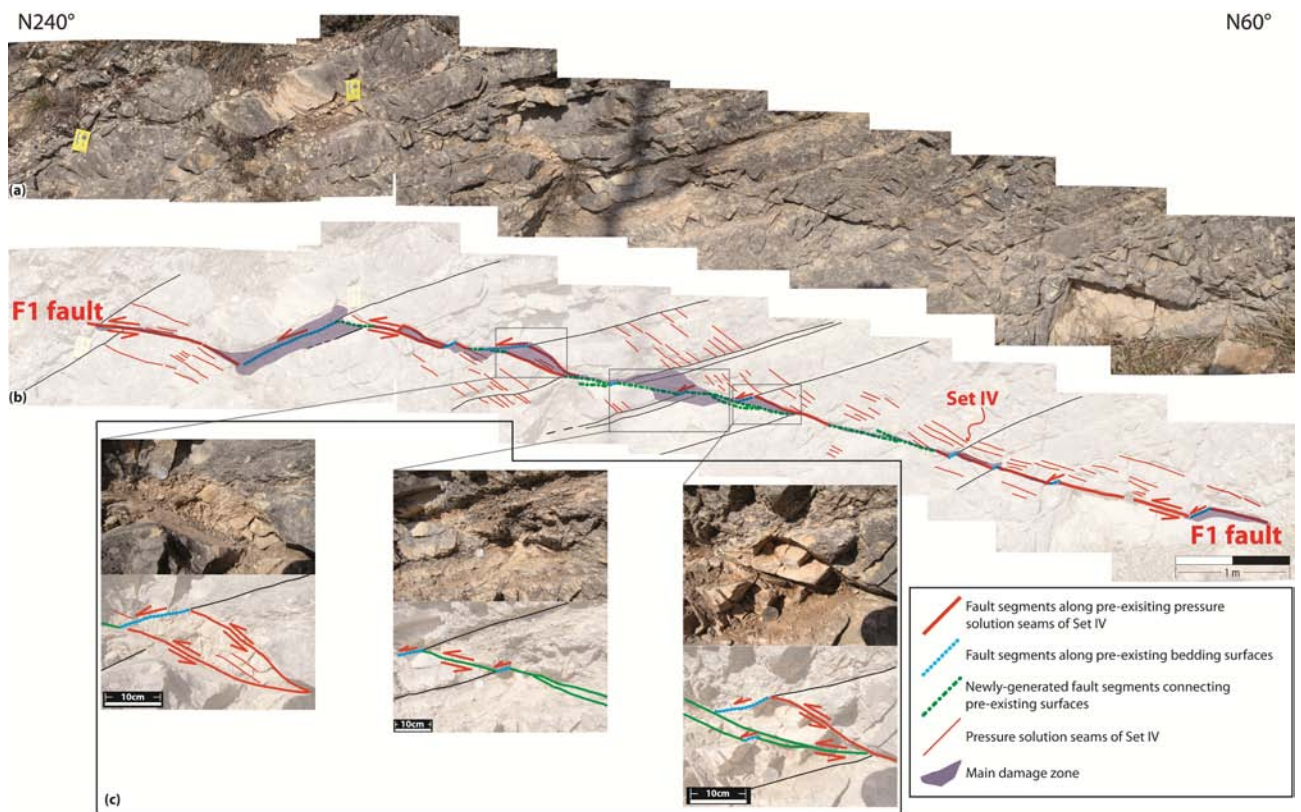 N240°
N60°
(a)
F1 fault
(b)
Set IV
F1 fault
1 m
10cm
10cm
10cm
(c)
Fault segments along pre-exisiting pressure
solution seams of Set IV
Fault segments along pre-existing bedding surfaces
Newly-generated fault segments connecting
pre-existing surfaces
Pressure solution seams of Set IV
Main damage zone